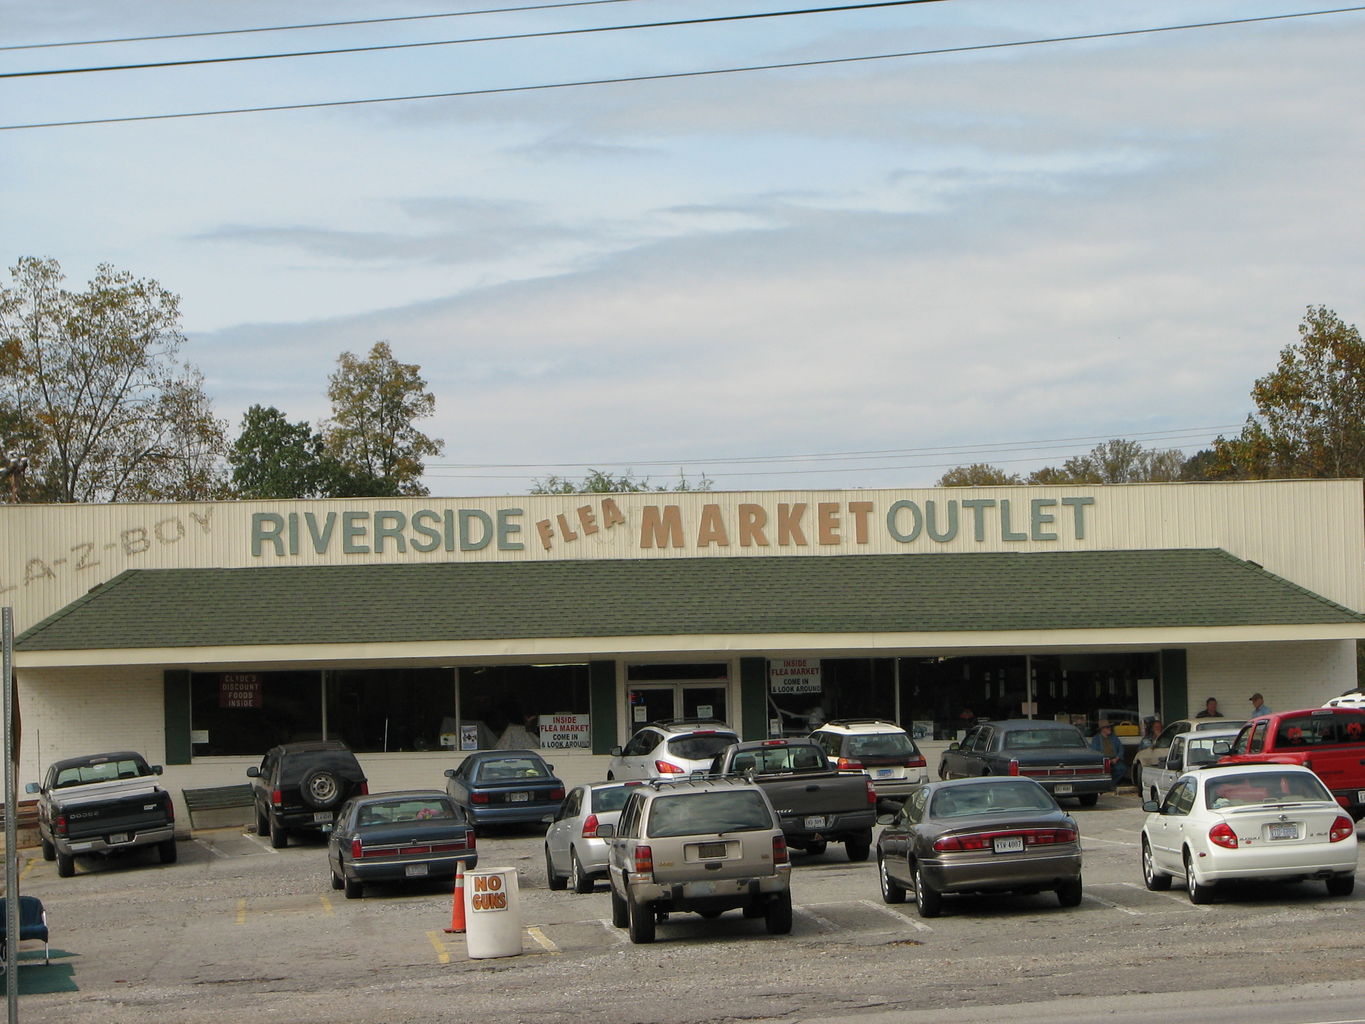 LA-Z-BOY
RIVERSIDE FLEA MARKET OUTLET
CLYDE'S
DISCOUNT
FOODS
INSIDE
INSIDE
FLEA MARKET
COME IN
& LOOK AROUND
INSIDE
FLEA MARKET
COME IN
& LOOK AROUND
DODGE
NO
GUNS